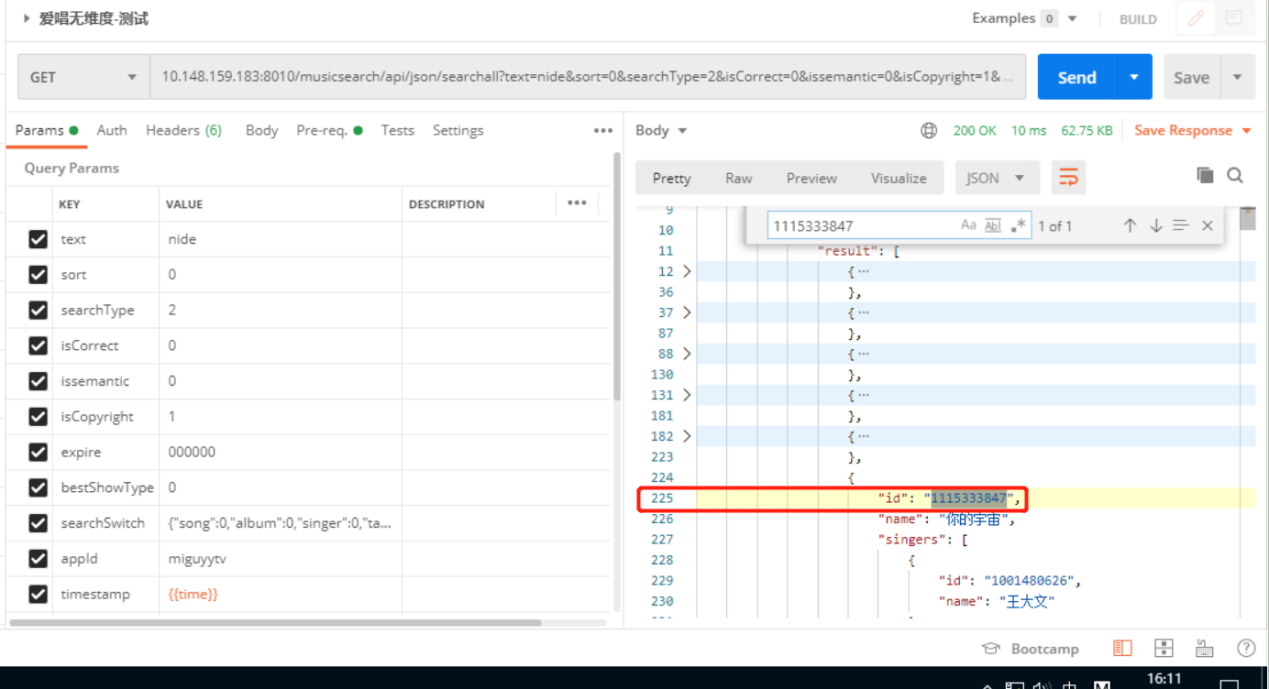 爱唱无维度-测试
Examples 0
BUILD
GET
10.148.159.183:8010/musicsearch/api/json/searchall?text=nide&sort=0&searchType=2&isCorrect=0&issemantic=0&isCopyright=1&...
Send
Save
Params
Auth
Headers (6)
Body
Pre-req.
Tests
Settings
Query Params
KEY VALUE DESCRIPTION
text nide
sort 0
searchType 2
isCorrect 0
issemantic 0
isCopyright 1
expire 000000
bestShowType 0
searchSwitch {"song":0,"album":0,"singer":0,"ta...
appId miguyytv
timestamp {{time}}
Body
200 OK 10 ms 62.75 KB Save Response
Pretty Raw Preview Visualize JSON
1115333847 Aa Abl .* 1 of 1
9
10
11 "result": [
12 {...
36 },
37 {...
87 },
88 {...
130 },
131 {...
181 },
182 {...
223 },
224 {
225 "id": "1115333847",
226 "name": "你的宇宙",
227 "singers": [
228 {
229 "id": "1001480626",
230 "name": "王大文"
Bootcamp
中
16:11